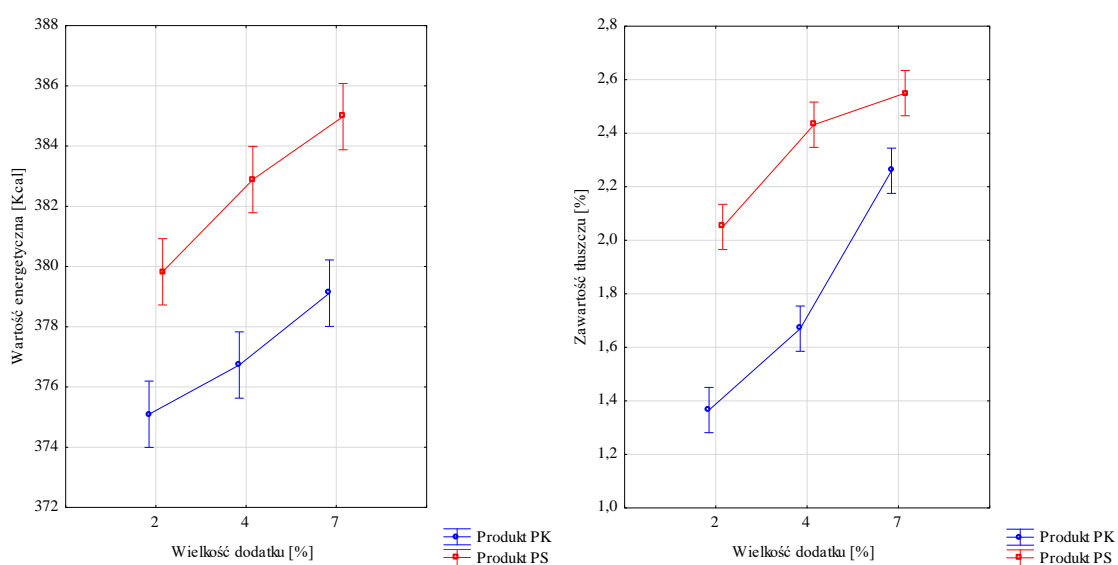 388
386
384
382
380
378
376
374
372
Wartość energetyczna [Kcal]
2 4 7
Wielkość dodatku [%]
Produkt PK
Produkt PS
2,8
2,6
2,4
2,2
2,0
1,8
1,6
1,4
1,2
1,0
Zawartość tłuszczu [%]
2 4 7
Wielkość dodatku [%]
Produkt PK
Produkt PS